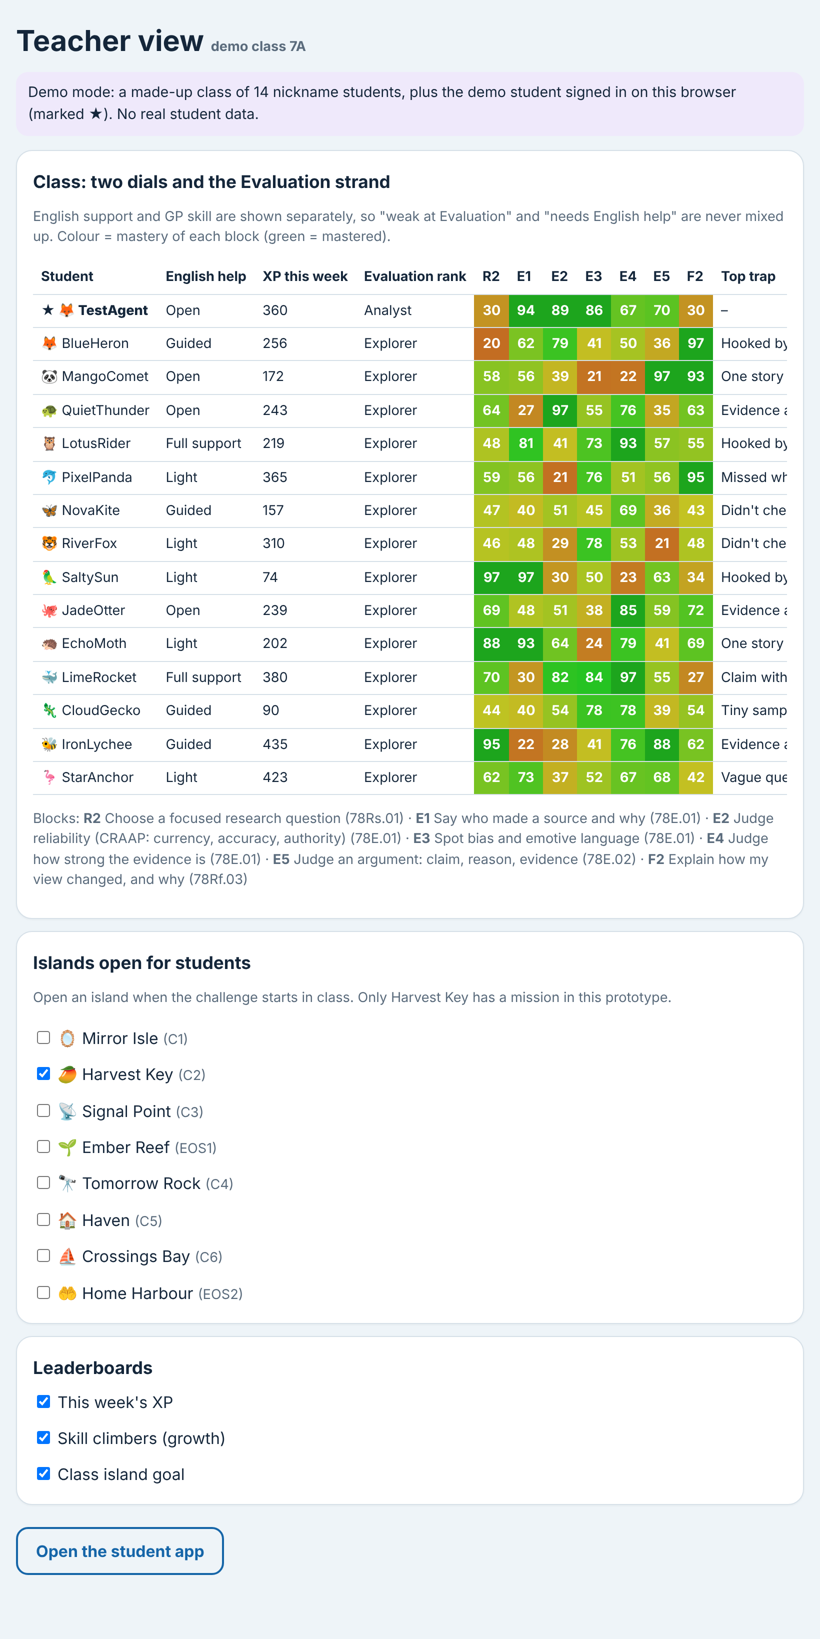 Teacher view demo class 7A
Demo mode: a made-up class of 14 nickname students, plus the demo student signed in on this browser
(marked ★). No real student data.
Class: two dials and the Evaluation strand
English support and GP skill are shown separately, so "weak at Evaluation" and "needs English help" are never mixed
up. Colour = mastery of each block (green = mastered).
Student English help XP this week Evaluation rank R2 E1 E2 E3 E4 E5 F2 Top trap
★ 🦊 TestAgent Open 360 Analyst 30 94 89 86 67 70 30 –
🦊 BlueHeron Guided 256 Explorer 20 62 79 41 50 36 97 Hooked by
🐼 MangoComet Open 172 Explorer 58 56 39 21 22 97 93 One story
🐢 QuietThunder Open 243 Explorer 64 27 97 55 76 35 63 Evidence
🦉 LotusRider Full support 219 Explorer 48 81 41 73 93 57 55 Hooked by
🐬 PixelPanda Light 365 Explorer 59 56 21 76 51 56 95 Missed
🦋 NovaKite Guided 157 Explorer 47 40 51 45 69 36 43 Didn't che
🐯 RiverFox Light 310 Explorer 46 48 29 78 53 21 48 Didn't che
🦜 SaltySun Light 74 Explorer 97 97 30 50 23 63 34 Hooked by
🐙 JadeOtter Open 239 Explorer 69 48 51 38 85 59 72 Evidence
🦔 EchoMoth Light 202 Explorer 88 93 64 24 79 41 69 One story
🐳 LimeRocket Full support 380 Explorer 70 30 82 84 97 55 27 Claim with
🦎 CloudGecko Guided 90 Explorer 44 40 54 78 78 39 54 Tiny samp
🐝 IronLychee Guided 435 Explorer 95 22 28 41 76 88 62 Evidence
🦩 StarAnchor Light 423 Explorer 62 73 37 52 67 68 42 Vague que
Blocks: R2 Choose a focused research question (78Rs.01) · E1 Say who made a source and why (78E.01) · E2 Judge
reliability (CRAAP: currency, accuracy, authority) (78E.01) · E3 Spot bias and emotive language (78E.01) · E4 Judge
how strong the evidence is (78E.01) · E5 Judge an argument: claim, reason, evidence (78E.02) · F2 Explain how my
view changed, and why (78Rf.03)
Islands open for students
Open an island when the challenge starts in class. Only Harvest Key has a mission in this prototype.
Mirror Isle (C1)
Harvest Key (C2)
Signal Point (C3)
Ember Reef (EOS1)
Tomorrow Rock (C4)
Haven (C5)
Crossings Bay (C6)
Home Harbour (EOS2)
Leaderboards
This week's XP
Skill climbers (growth)
Class island goal
Open the student app